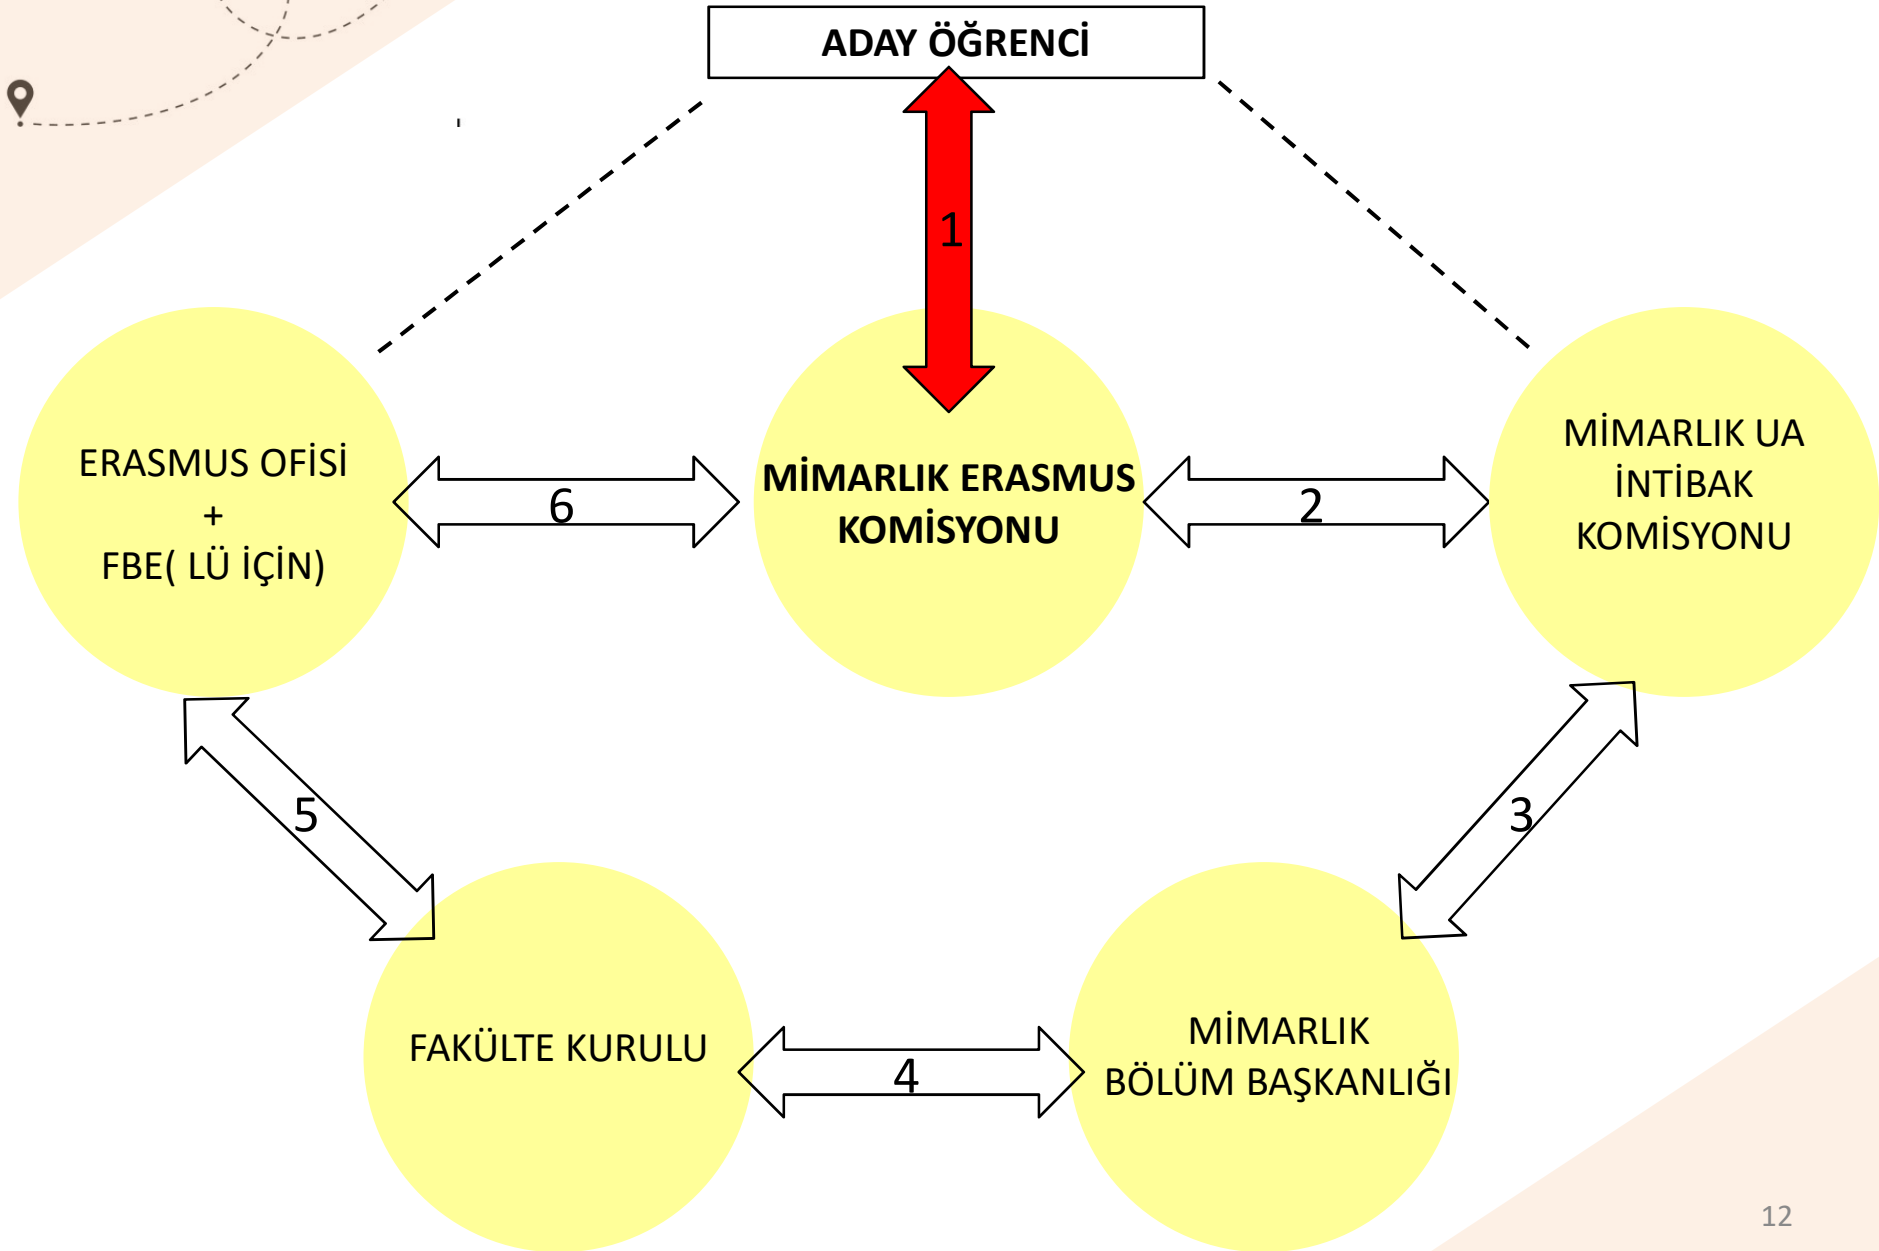 ADAY ÖĞRENCİ
1
ERASMUS OFİSİ
+
FBE( LÜ İÇİN)
6
MİMARLIK ERASMUS
KOMİSYONU
2
MİMARLIK UA
İNTİBAK
KOMİSYONU
5
3
FAKÜLTE KURULU
4
MİMARLIK
BÖLÜM BAŞKANLIĞI
12